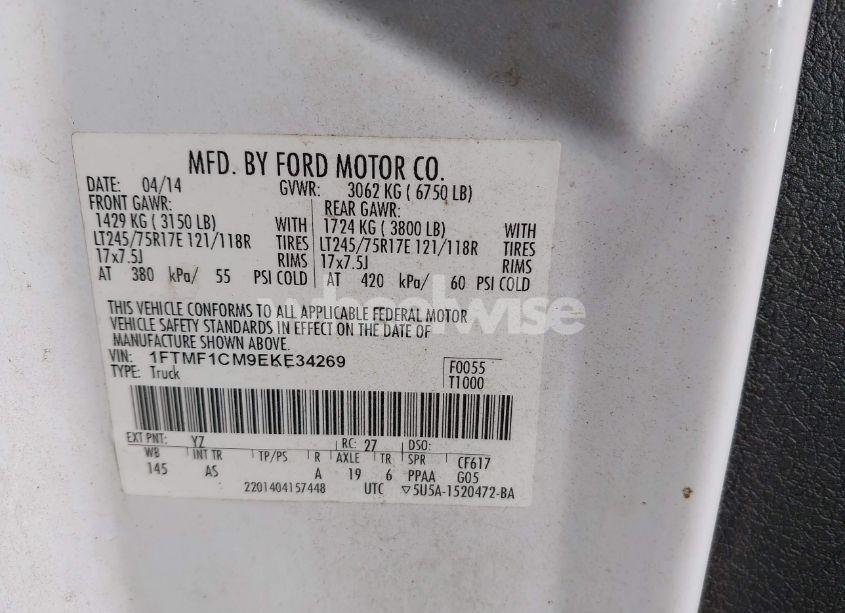 MFD. BY FORD MOTOR CO.
DATE: 04/14 GVWR: 3062 KG ( 6750 LB)
FRONT GAWR: REAR GAWR:
1429 KG ( 3150 LB) WITH 1724 KG ( 3800 LB) WITH
LT245/75R17E 121/118R TIRES LT245/75R17E 121/118R TIRES
17x7.5J RIMS 17x7.5J RIMS
AT 380 kPa/ 55 PSI COLD AT 420 kPa/ 60 PSI COLD
wheelwise
THIS VEHICLE CONFORMS TO ALL APPLICABLE FEDERAL MOTOR
VEHICLE SAFETY STANDARDS IN EFFECT ON THE DATE OF
MANUFACTURE SHOWN ABOVE.
VIN: 1FTMF1CM9EKE34269 F0055
TYPE: Truck T1000
EXT PNT: YZ RC: 27 DSO:
WB INT TR TP/PS R AXLE TR SPR CF617
145 AS A 19 6 PPAA G05
2201404157448 UTC ▽5U5A-1520472-BA